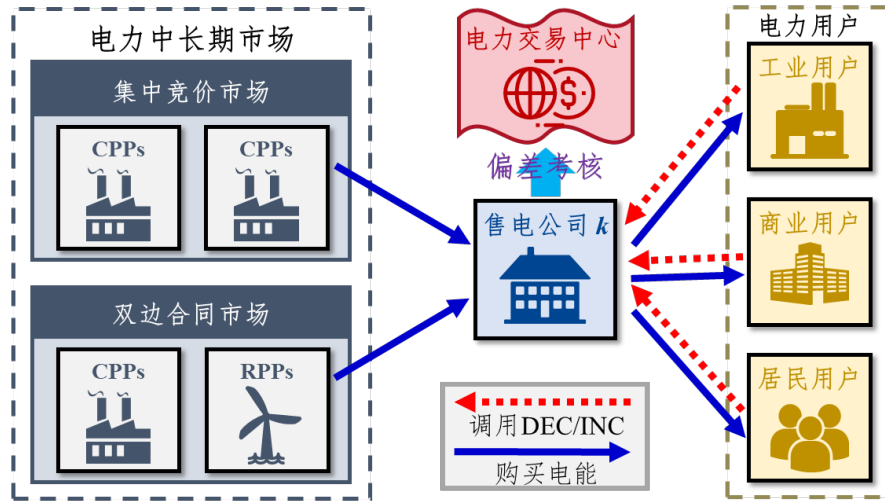 电力中长期市场
集中竞价市场
CPPs
CPPs
双边合同市场
CPPs
RPPs
电力交易中心
$
偏差考核
售电公司k
调用DEC/INC
购买电能
电力用户
工业用户
商业用户
居民用户